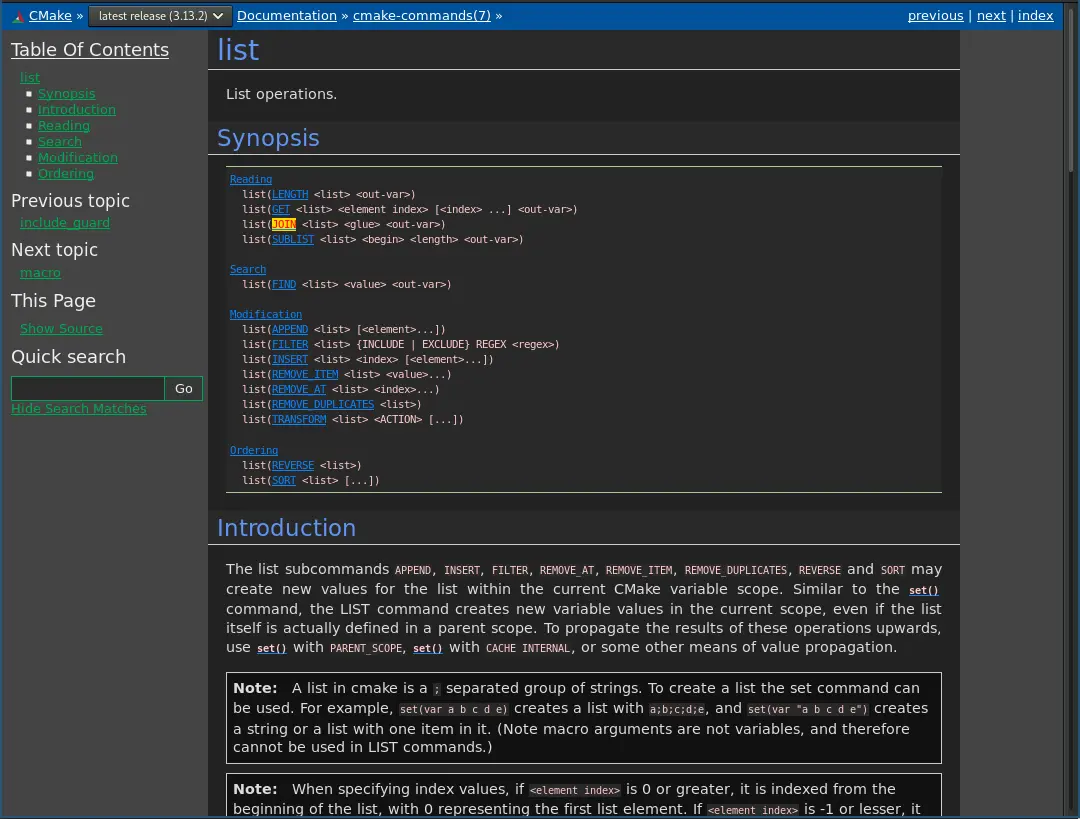 CMake » latest release (3.13.2) Documentation » cmake-commands(7) » previous | next | index
Table Of Contents
list
Synopsis
Introduction
Reading
Search
Modification
Ordering
Previous topic
include_guard
Next topic
macro
This Page
Show Source
Quick search
Go
Hide Search Matches
list
List operations.
Synopsis
Reading
list(LENGTH <list> <out-var>)
list(GET <list> <element index> [<index> ...] <out-var>)
list(JOIN <list> <glue> <out-var>)
list(SUBLIST <list> <begin> <length> <out-var>)
Search
list(FIND <list> <value> <out-var>)
Modification
list(APPEND <list> [<element>...])
list(FILTER <list> {INCLUDE | EXCLUDE} REGEX <regex>)
list(INSERT <list> <index> [<element>...])
list(REMOVE_ITEM <list> <value>...)
list(REMOVE_AT <list> <index>...)
list(REMOVE_DUPLICATES <list>)
list(TRANSFORM <list> <ACTION> [...])
Ordering
list(REVERSE <list>)
list(SORT <list> [...])
Introduction
The list subcommands APPEND, INSERT, FILTER, REMOVE_AT, REMOVE_ITEM, REMOVE_DUPLICATES, REVERSE and SORT may
create new values for the list within the current CMake variable scope. Similar to the set()
command, the LIST command creates new variable values in the current scope, even if the list
itself is actually defined in a parent scope. To propagate the results of these operations upwards,
use set() with PARENT_SCOPE, set() with CACHE INTERNAL, or some other means of value propagation.
Note: A list in cmake is a ; separated group of strings. To create a list the set command can
be used. For example, set(var a b c d e) creates a list with a;b;c;d;e, and set(var "a b c d e") creates
a string or a list with one item in it. (Note macro arguments are not variables, and therefore
cannot be used in LIST commands.)
Note: When specifying index values, if <element index> is 0 or greater, it is indexed from the
beginning of the list, with 0 representing the first list element. If <element index> is -1 or lesser, it